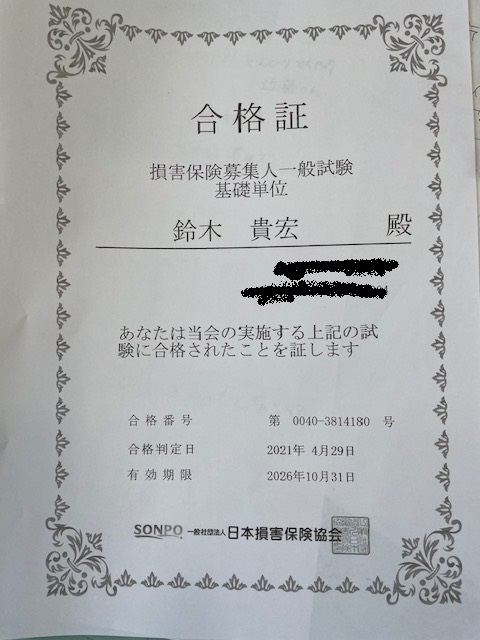 合格証
損害保険募集人一般試験
基礎単位
鈴木 貴宏 殿
あなたは当会の実施する上記の試
験に合格されたことを証します
合格番号 第 0040-3814180 号
合格判定日 2021年 4月29日
有効期限 2026年10月31日
SONPO 一般社団法人 日本損害保険協会